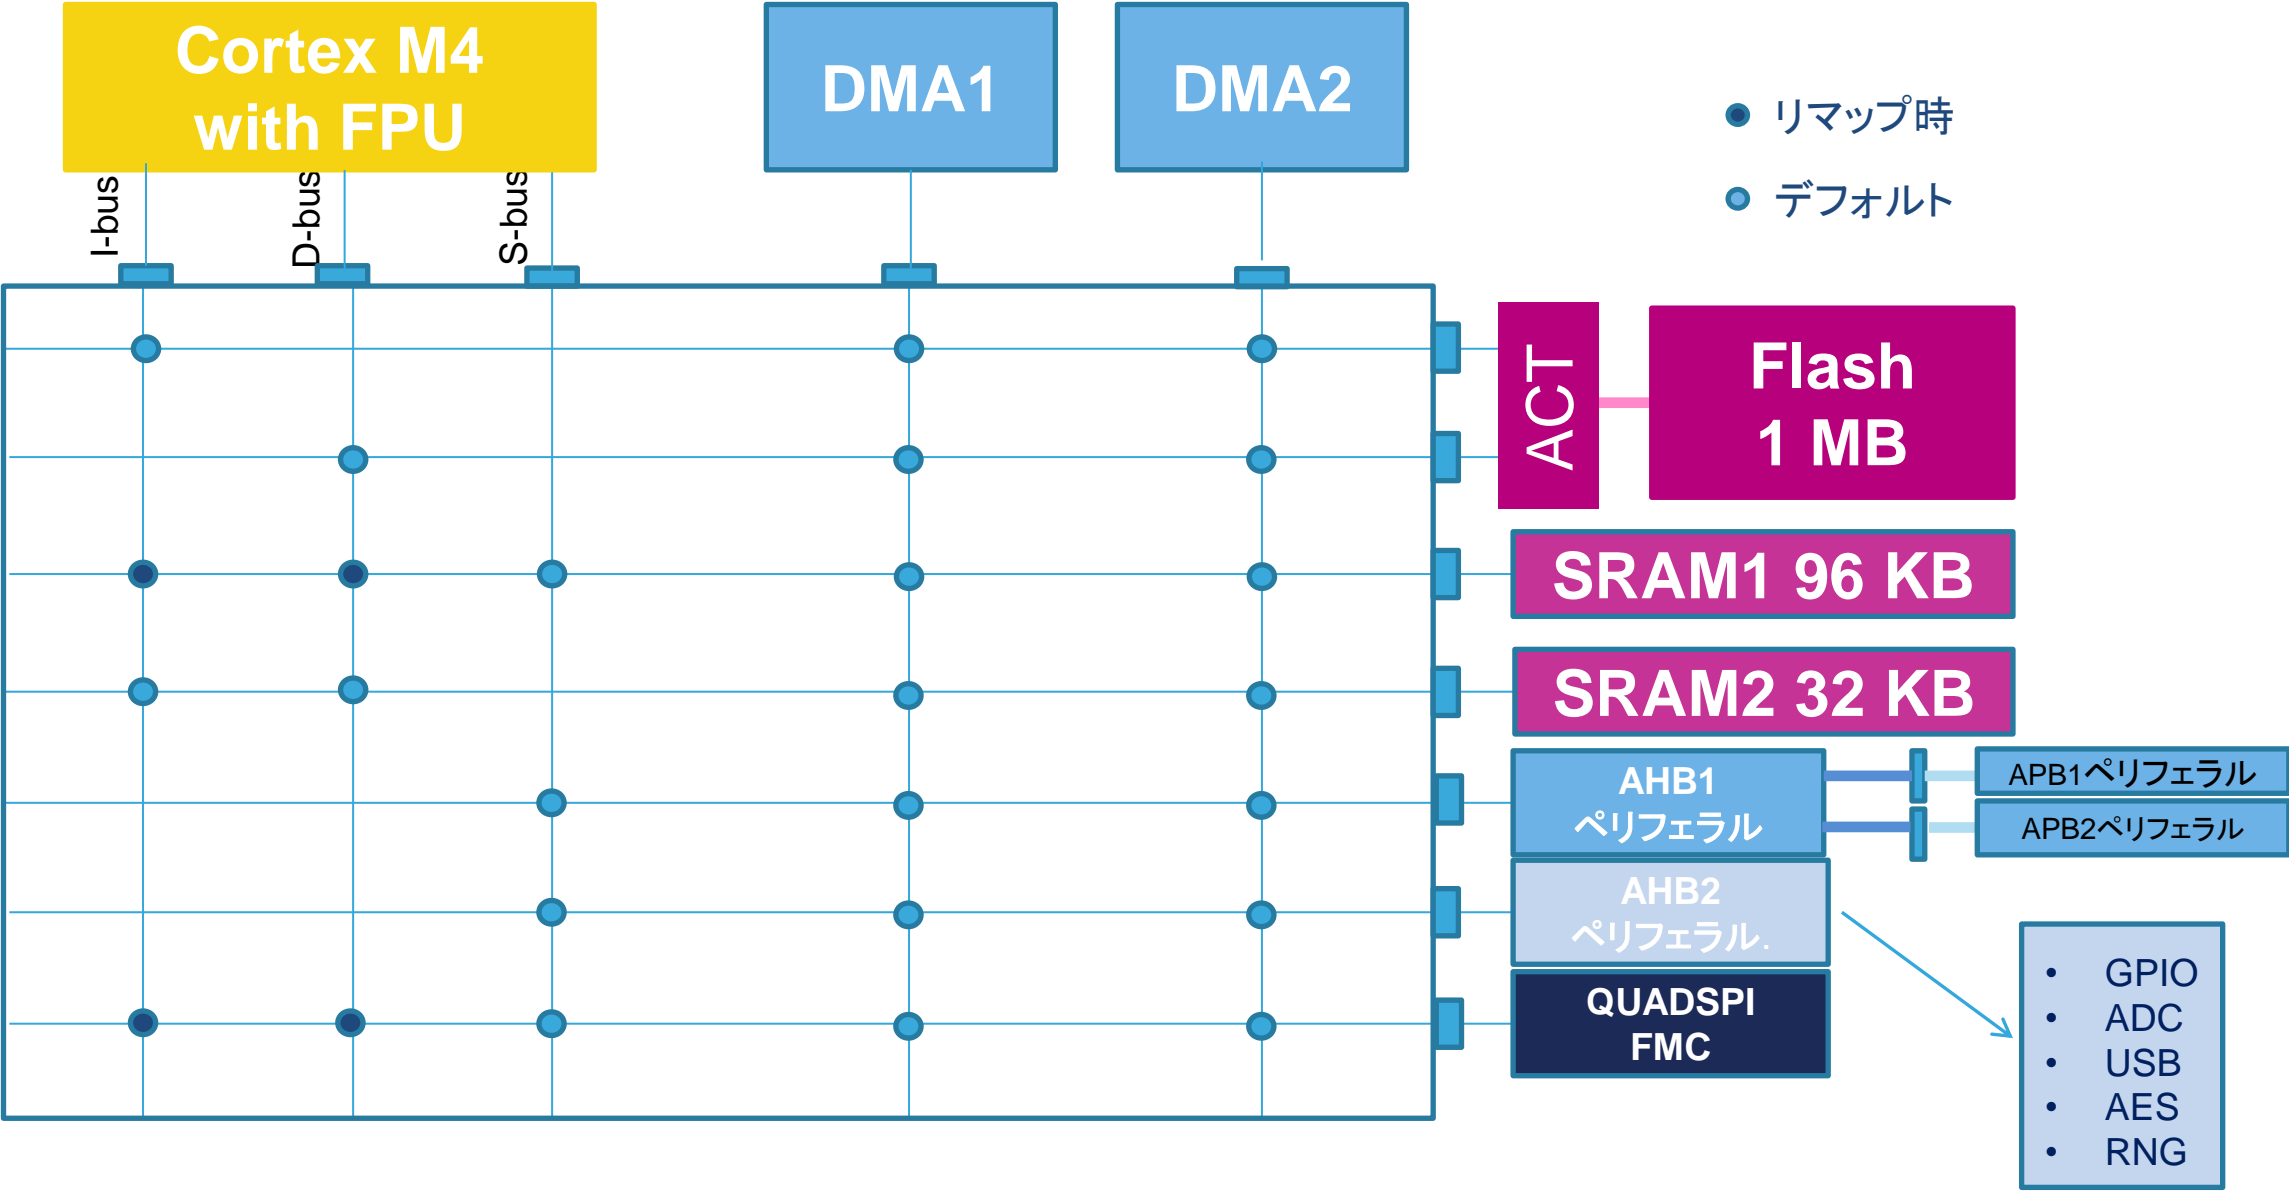 Cortex M4
with FPU
DMA1
DMA2
リマップ時
デフォルト
I-bus
D-bus
S-bus
ACT
Flash
1 MB
SRAM1 96 KB
SRAM2 32 KB
AHB1
ペリフェラル
APB1ペリフェラル
APB2ペリフェラル
AHB2
ペリフェラル.
QUADSPI
FMC
• GPIO
• ADC
• USB
• AES
• RNG